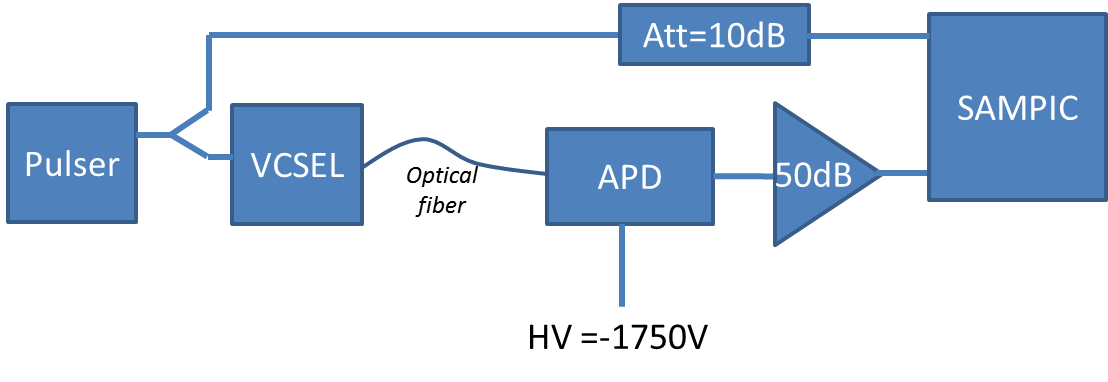 Att=10dB
SAMPIC
Pulser
VCSEL
Optical
fiber
APD
50dB
HV =-1750V